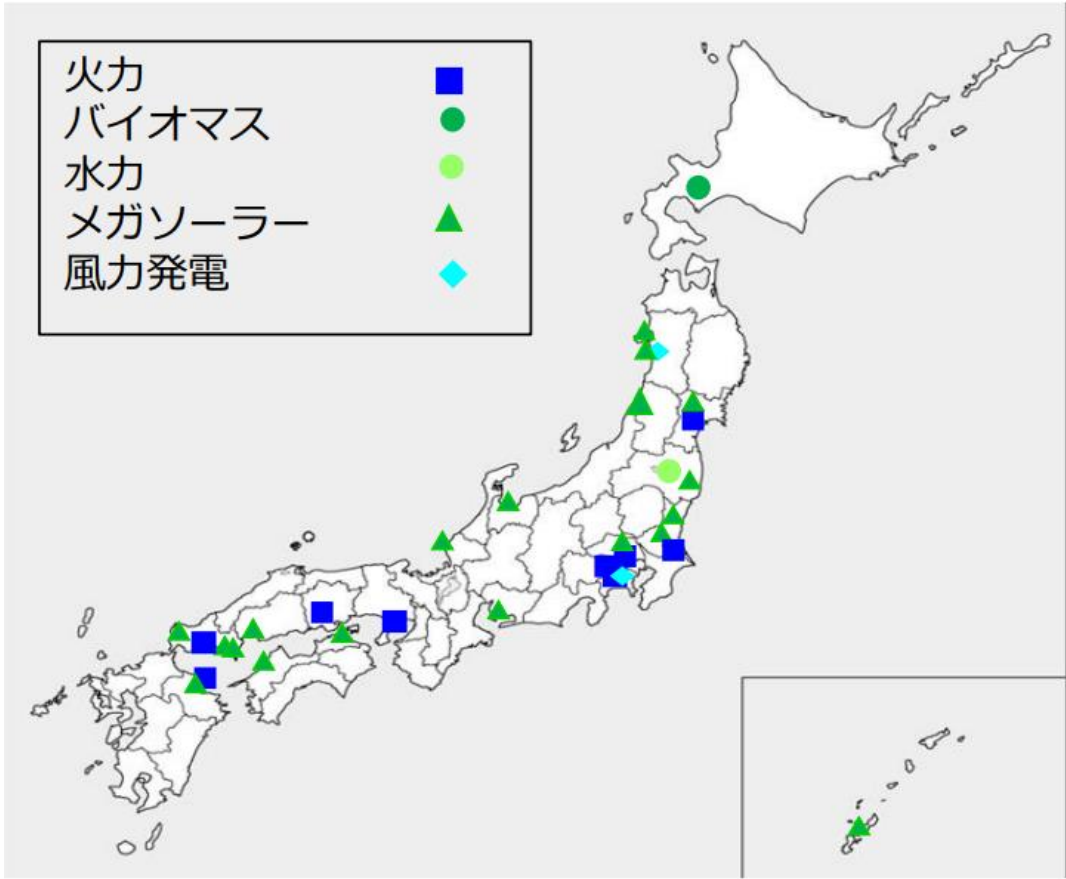 火力
バイオマス
水力
メガソーラー
風力発電